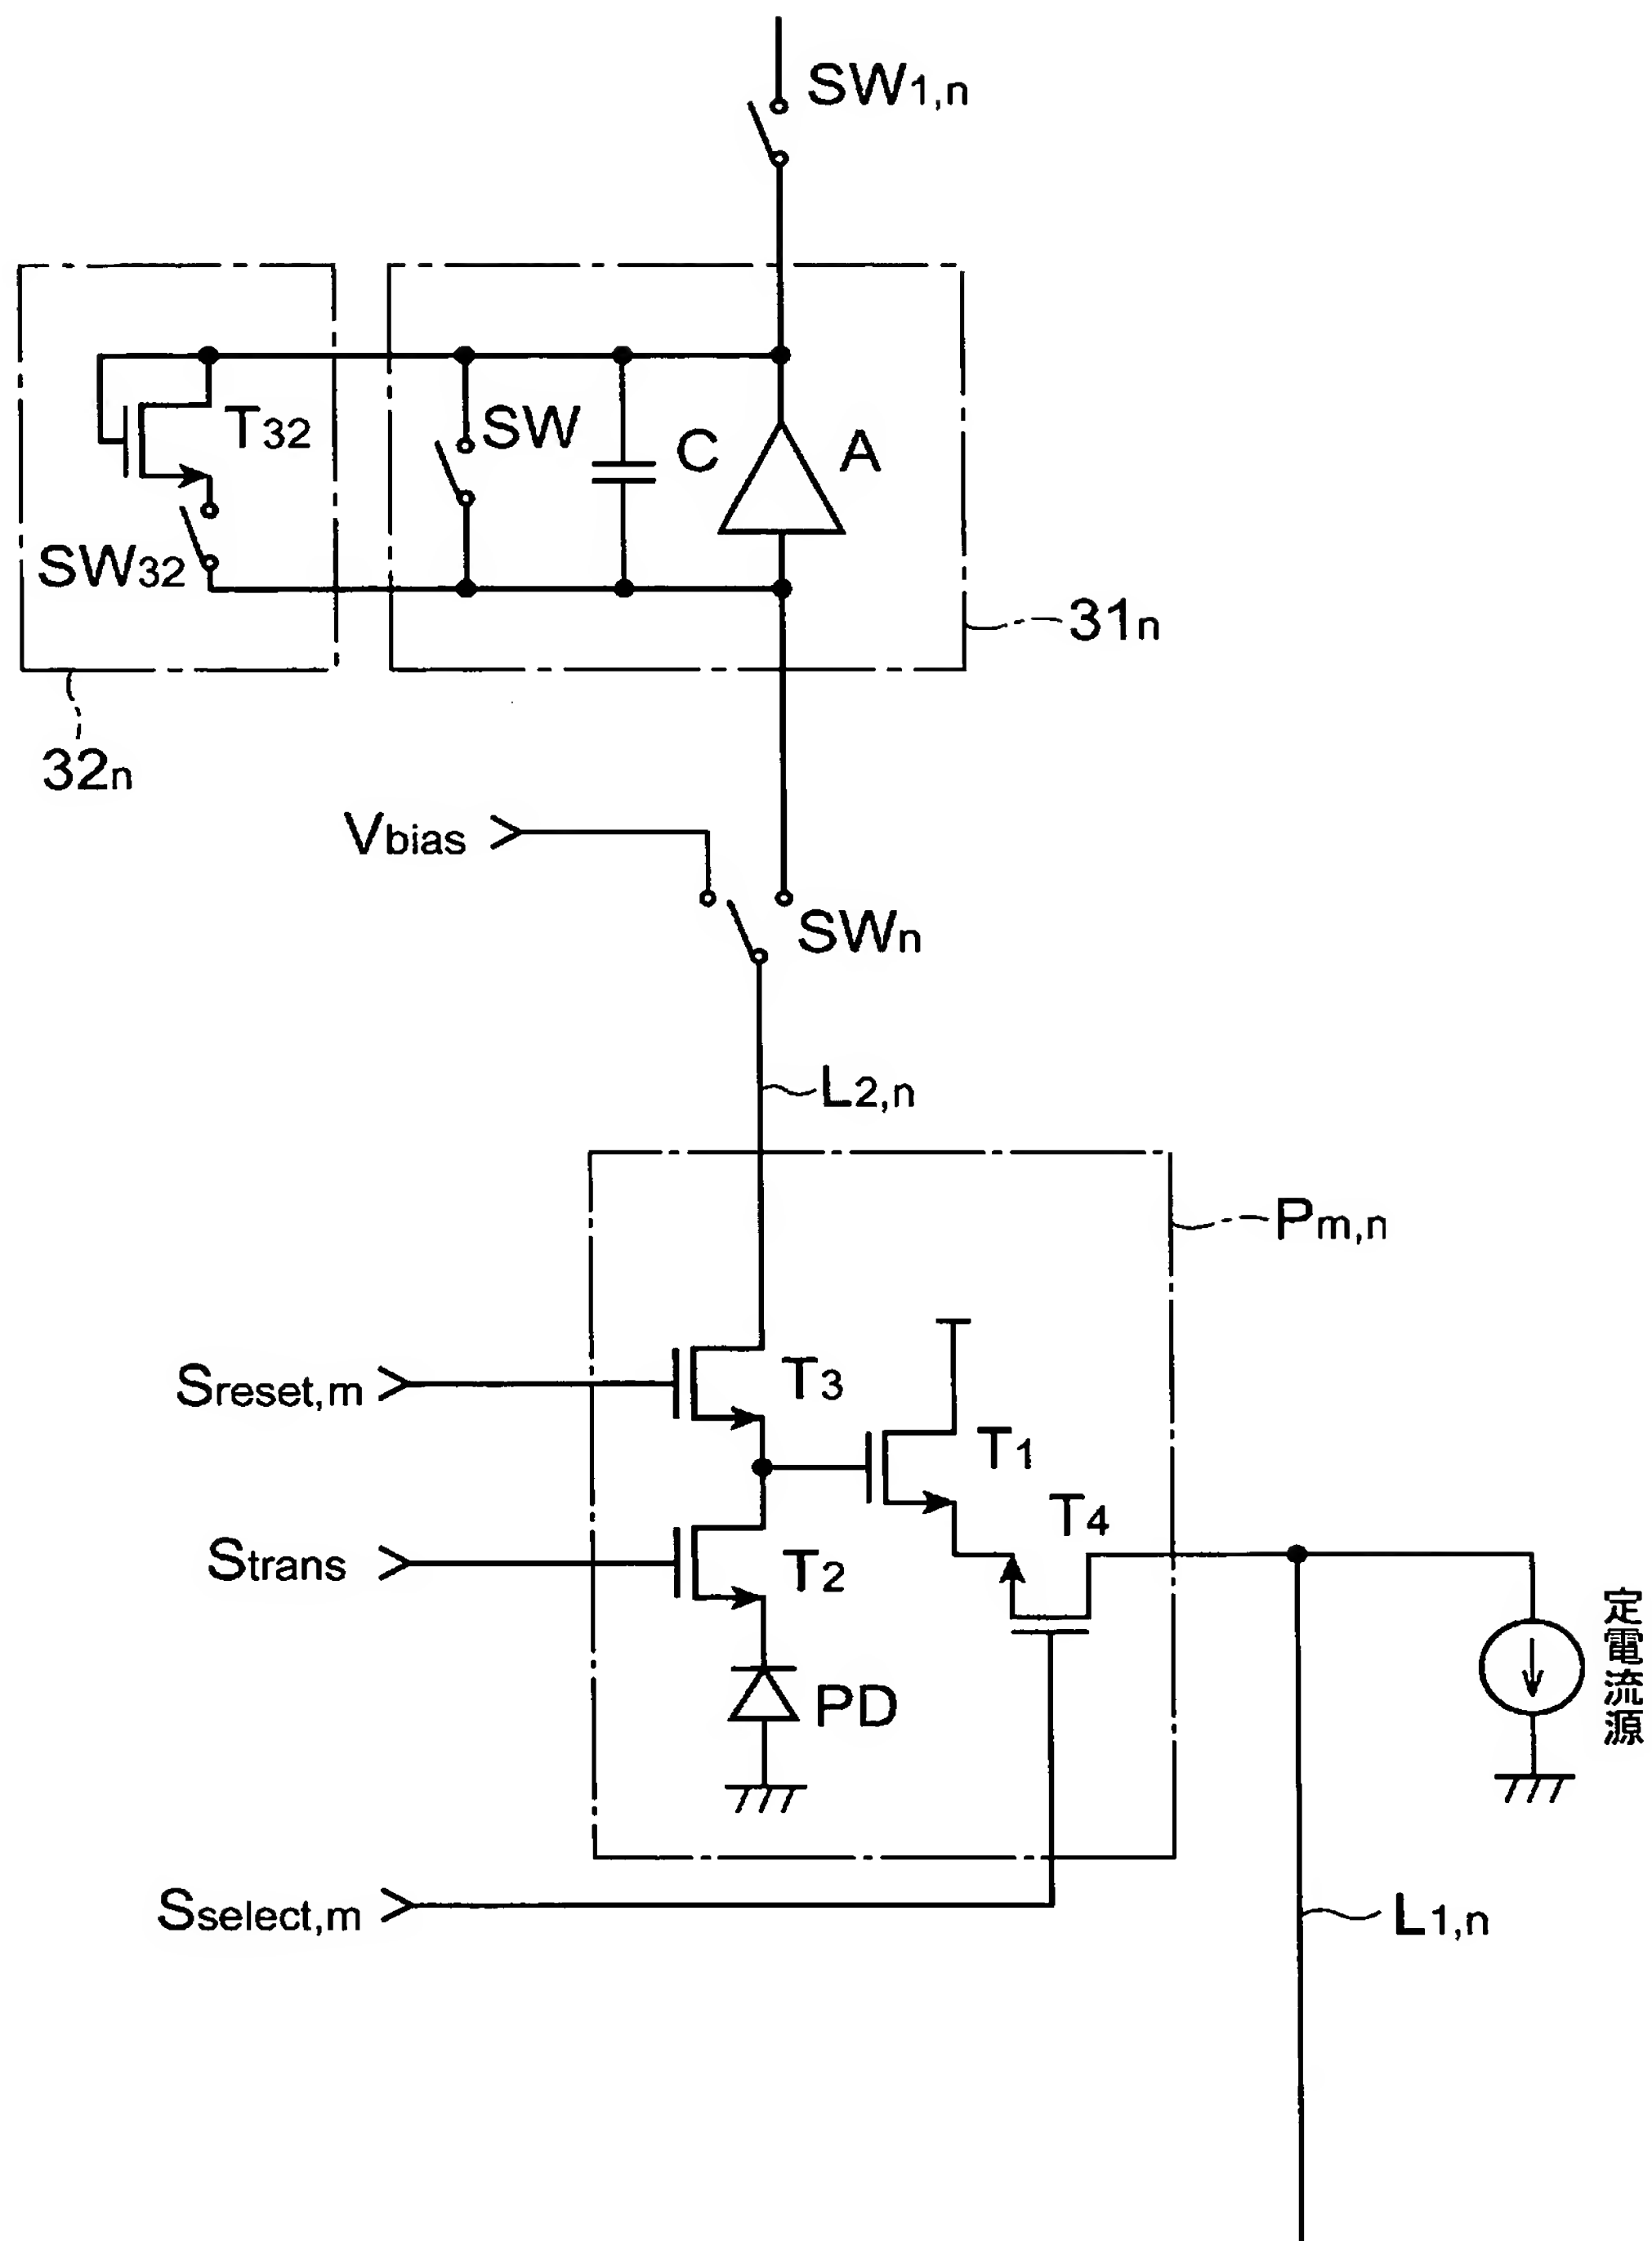 SW1,n
T32
SW
C
A
SW32
31n
32n
Vbias
SWn
L2,n
Pm,n
Sreset,m
T3
T1
T4
Strans
T2
定電流源
PD
Sselect,m
L1,n